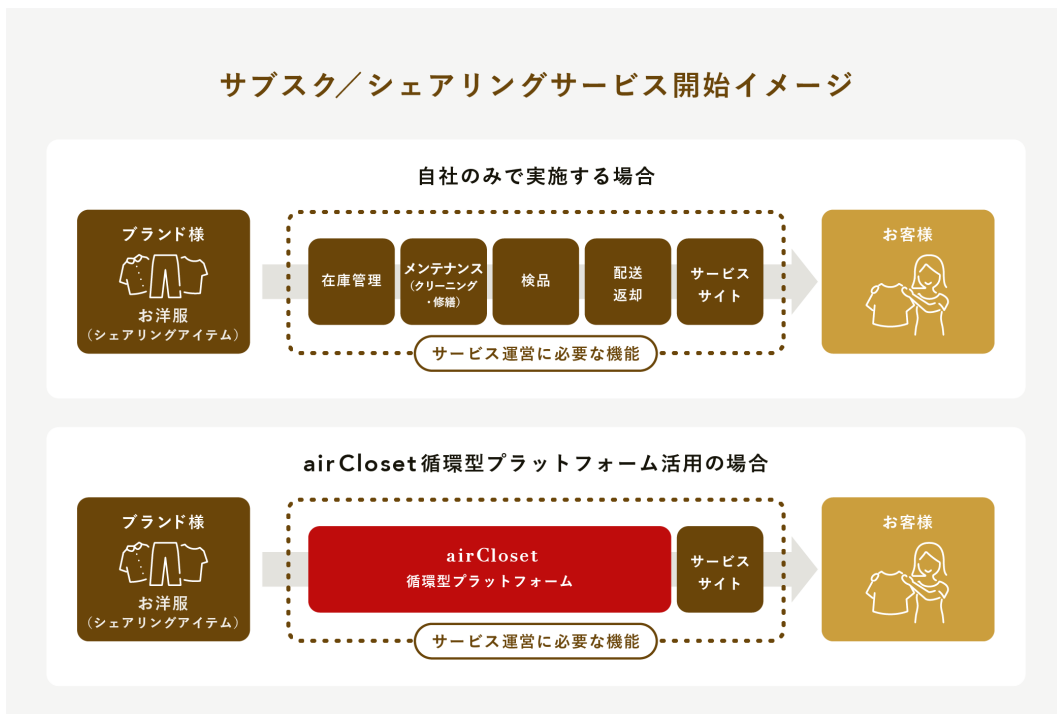 サブスク／シェアリングサービス開始イメージ
自社のみで実施する場合
ブランド様
お洋服
（シェアリングアイテム）
在庫管理
メンテナンス
（クリーニング
・修繕）
検品
配送
返却
サービス
サイト
サービス運営に必要な機能
お客様
airCloset循環型プラットフォーム活用の場合
ブランド様
お洋服
（シェアリングアイテム）
airCloset
循環型プラットフォーム
サービス
サイト
サービス運営に必要な機能
お客様